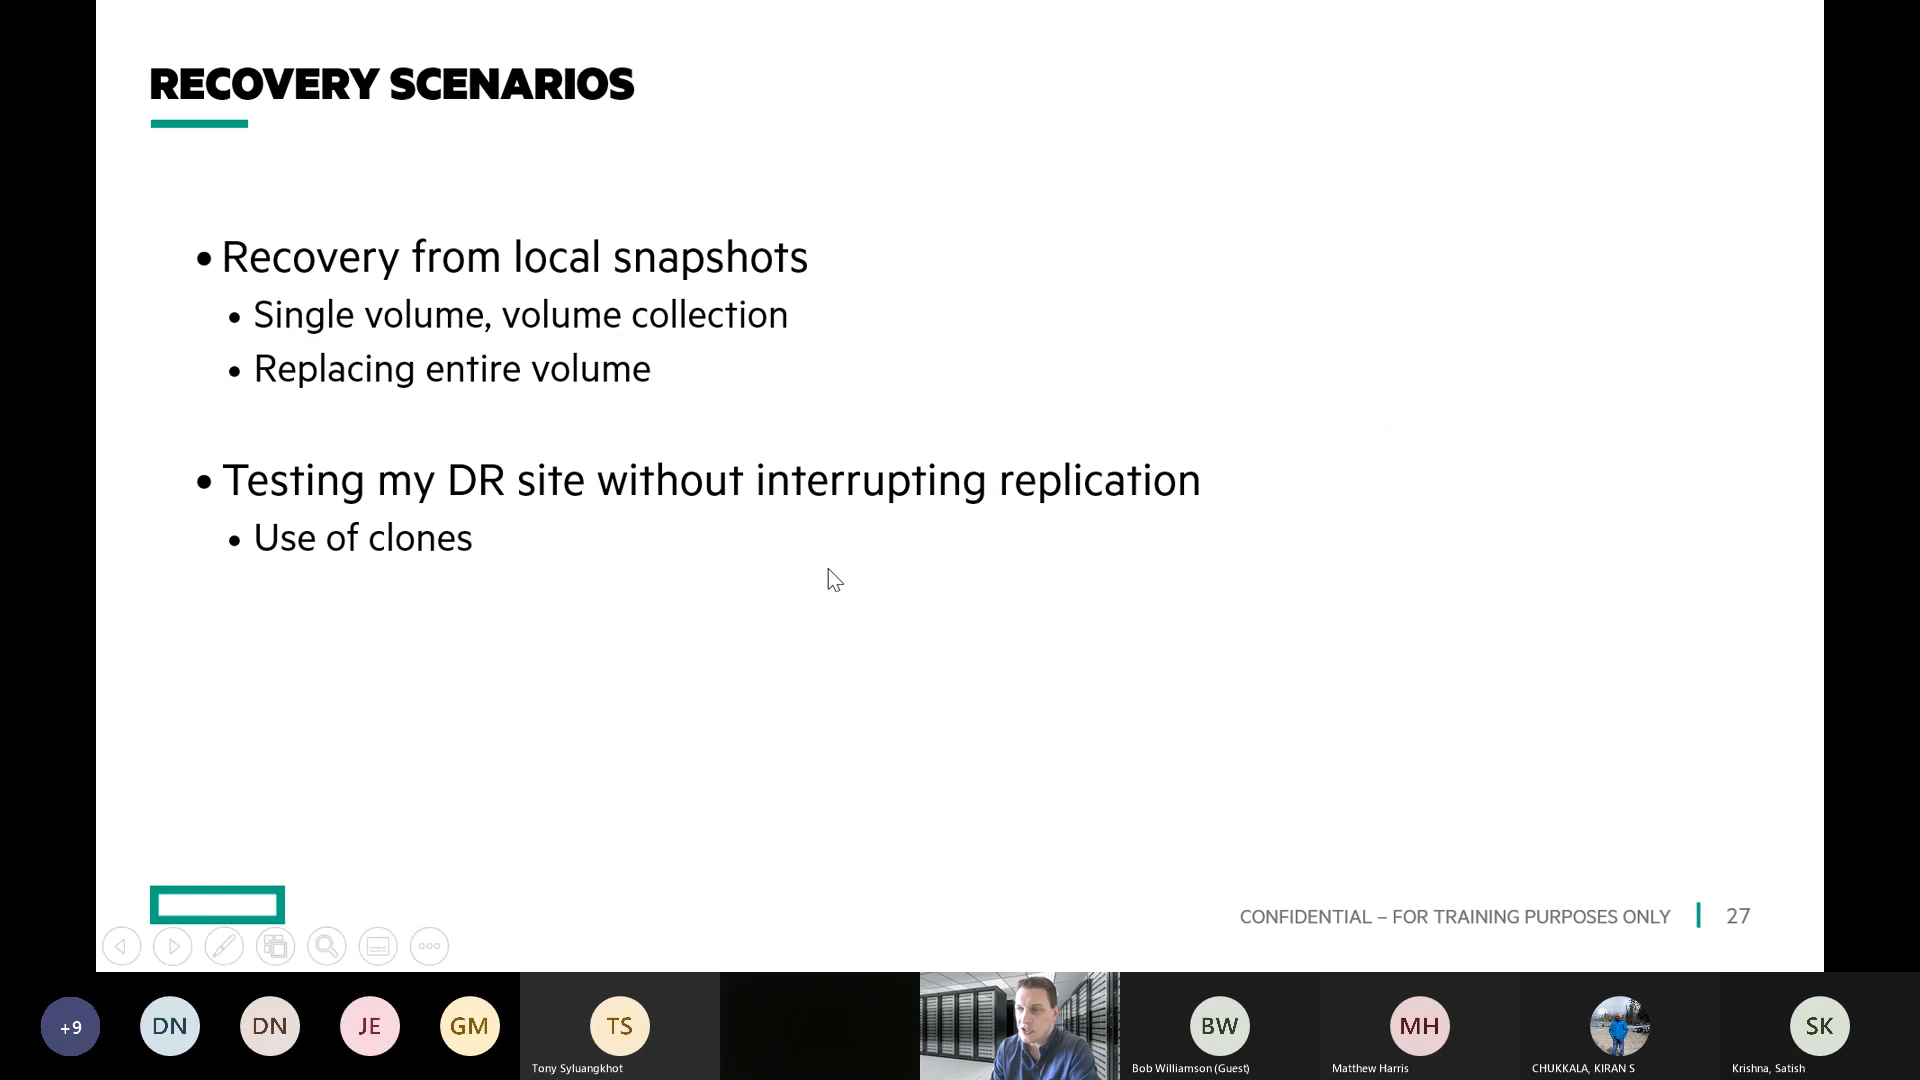 RECOVERY SCENARIOS
• Recovery from local snapshots
• Single volume, volume collection
• Replacing entire volume
• Testing my DR site without interrupting replication
• Use of clones
CONFIDENTIAL – FOR TRAINING PURPOSES ONLY | 27
+9 DN DN JE GM TS BW MH SK
Tony Syluangkhot Bob Williamson (Guest) Matthew Harris CHUKKALA, KIRAN S Krishna, Satish